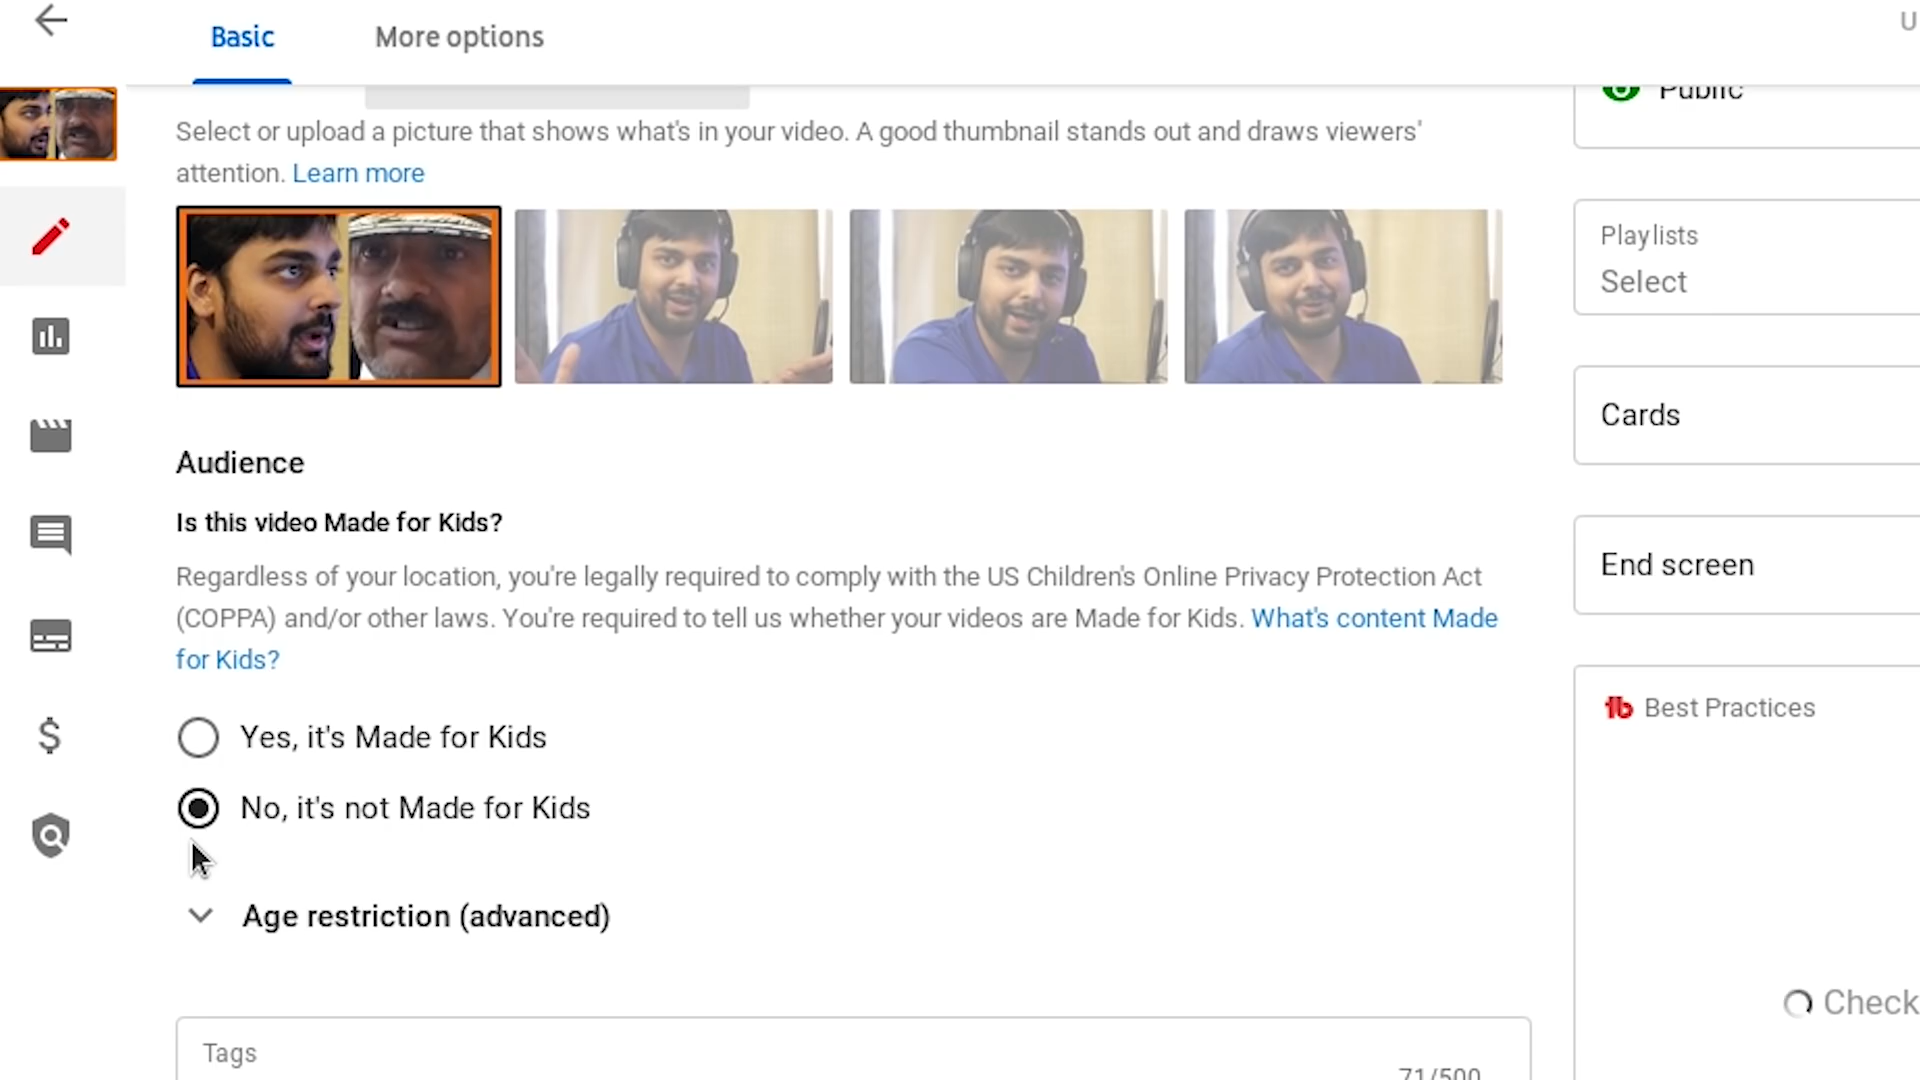 Basic
More options
U
Public
Select or upload a picture that shows what's in your video. A good thumbnail stands out and draws viewers'
attention. Learn more
Playlists
Select
Cards
Audience
Is this video Made for Kids?
Regardless of your location, you're legally required to comply with the US Children's Online Privacy Protection Act
(COPPA) and/or other laws. You're required to tell us whether your videos are Made for Kids. What's content Made
for Kids?
End screen
Yes, it's Made for Kids
No, it's not Made for Kids
Age restriction (advanced)
tb Best Practices
Check
Tags
71/500